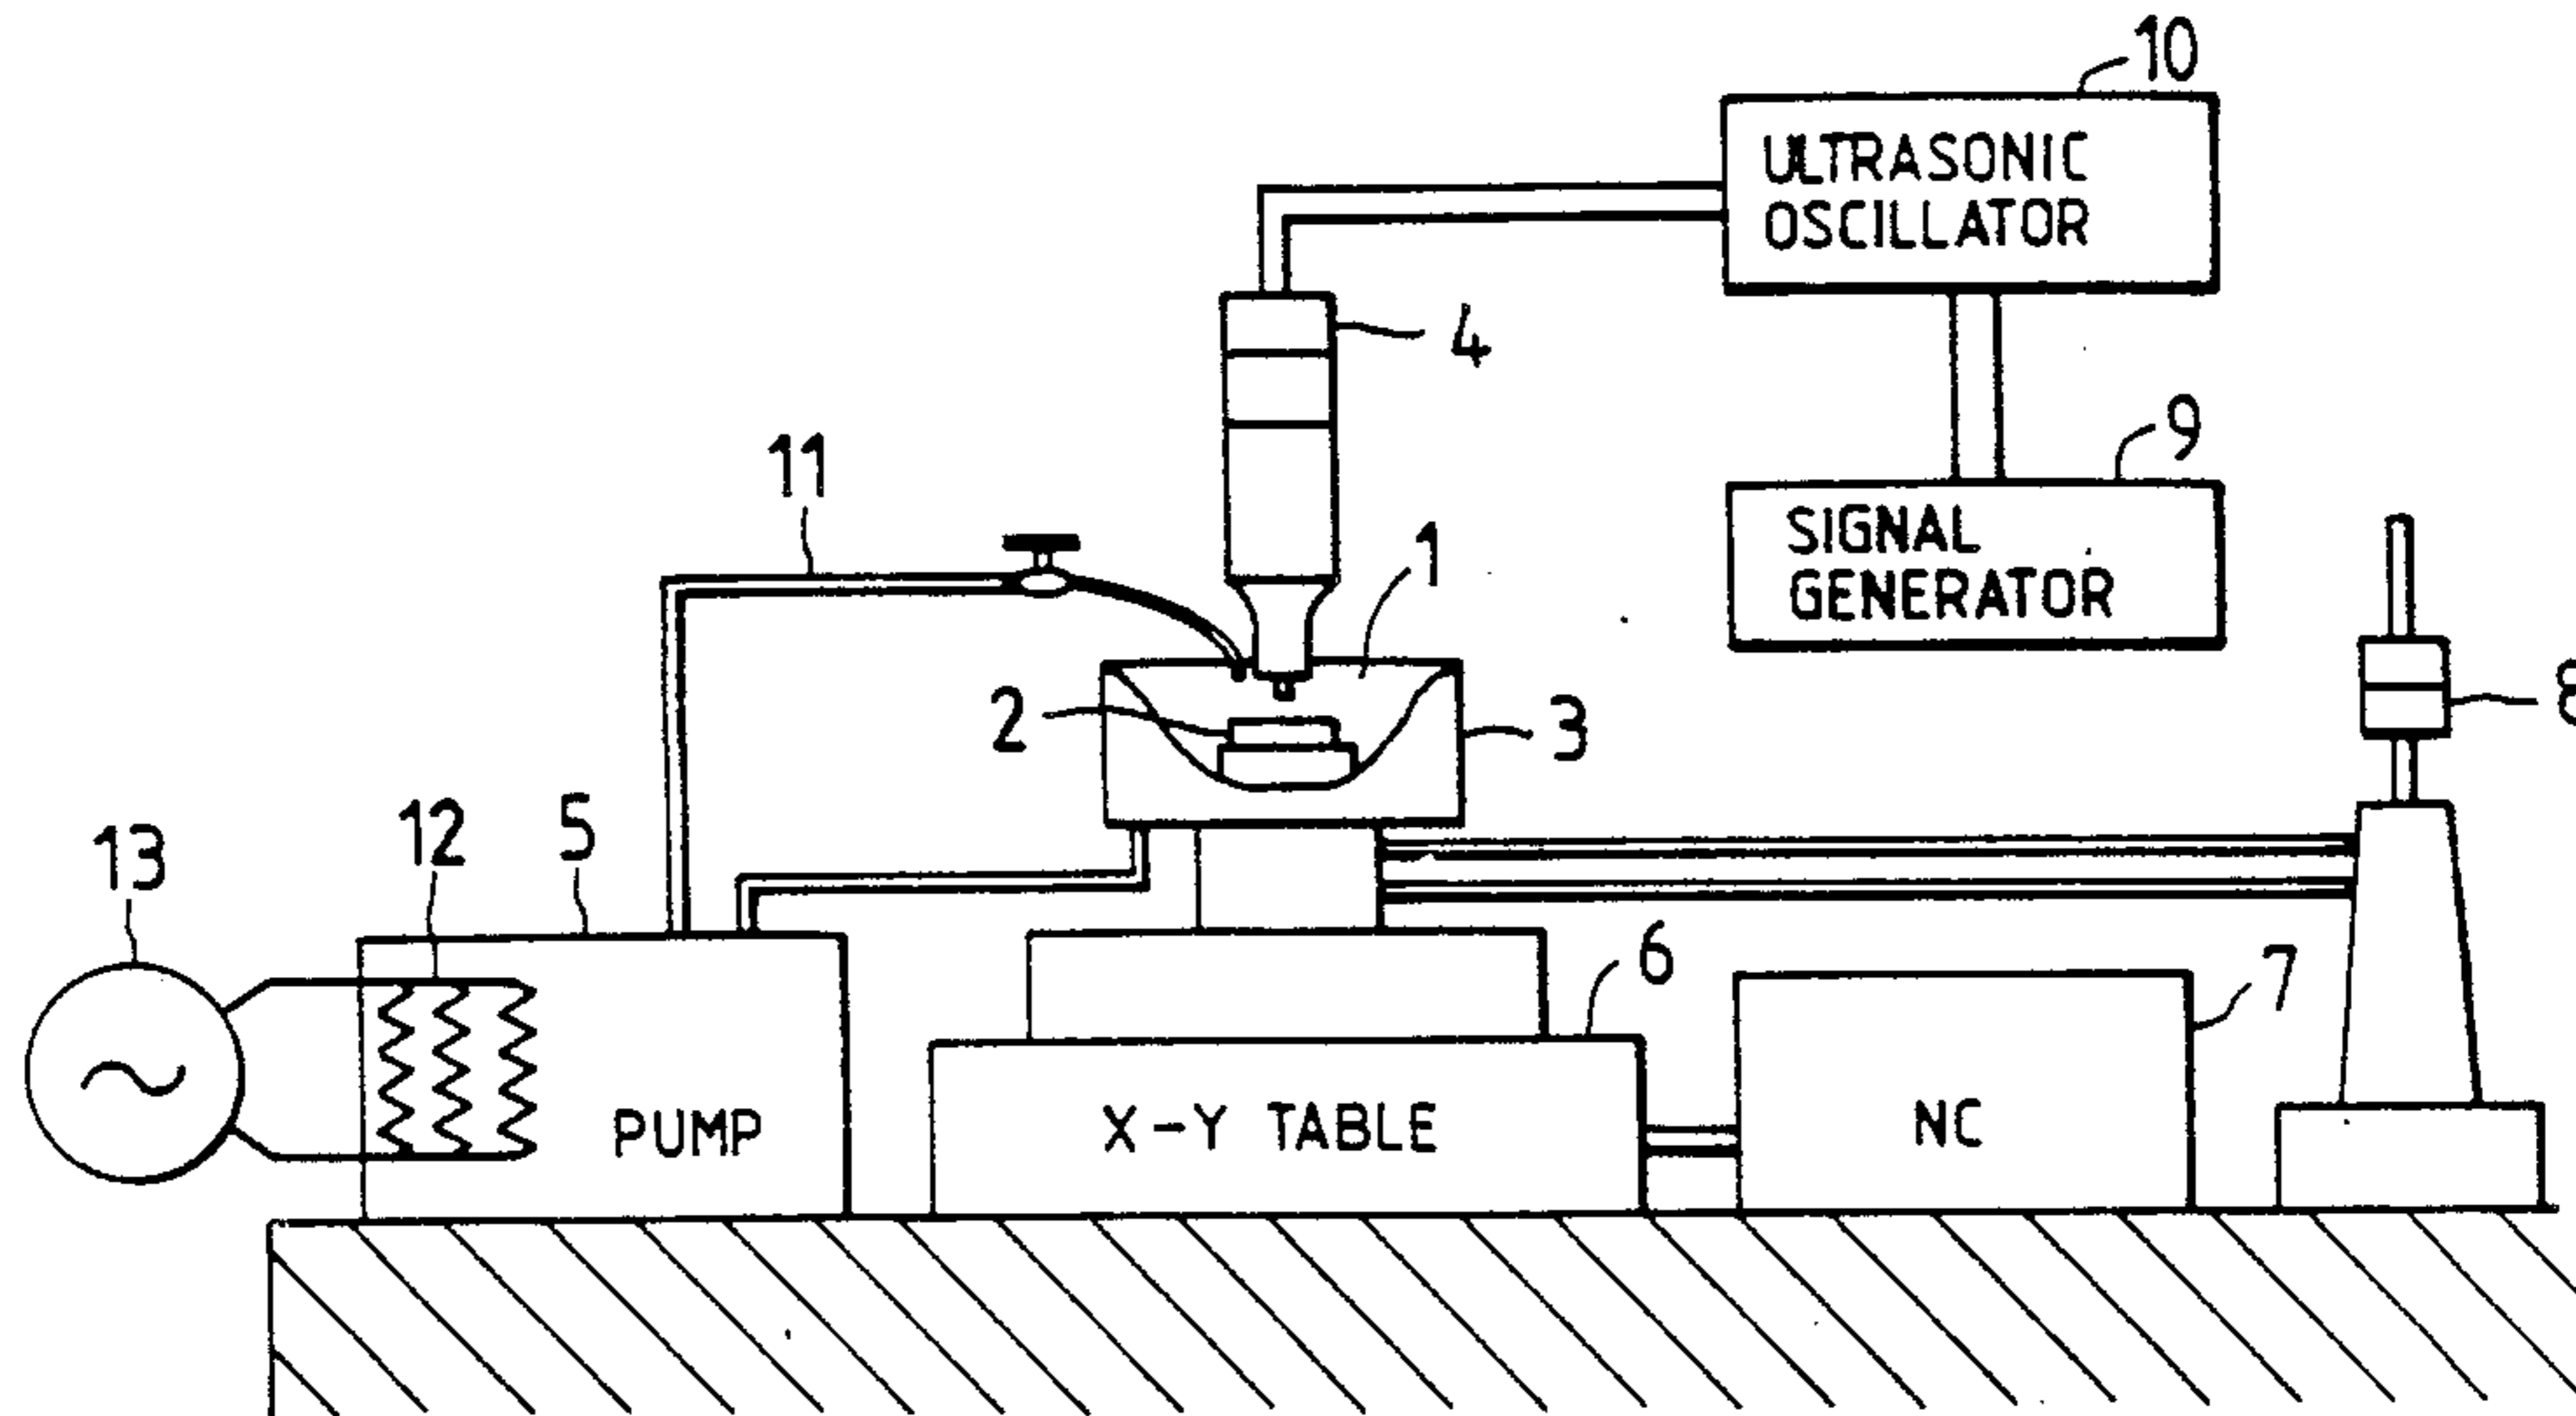 10
ULTRASONIC
OSCILLATOR
4
9
11
SIGNAL
GENERATOR
1
2
3
8
12
5
13
6
7
PUMP
X-Y TABLE
NC